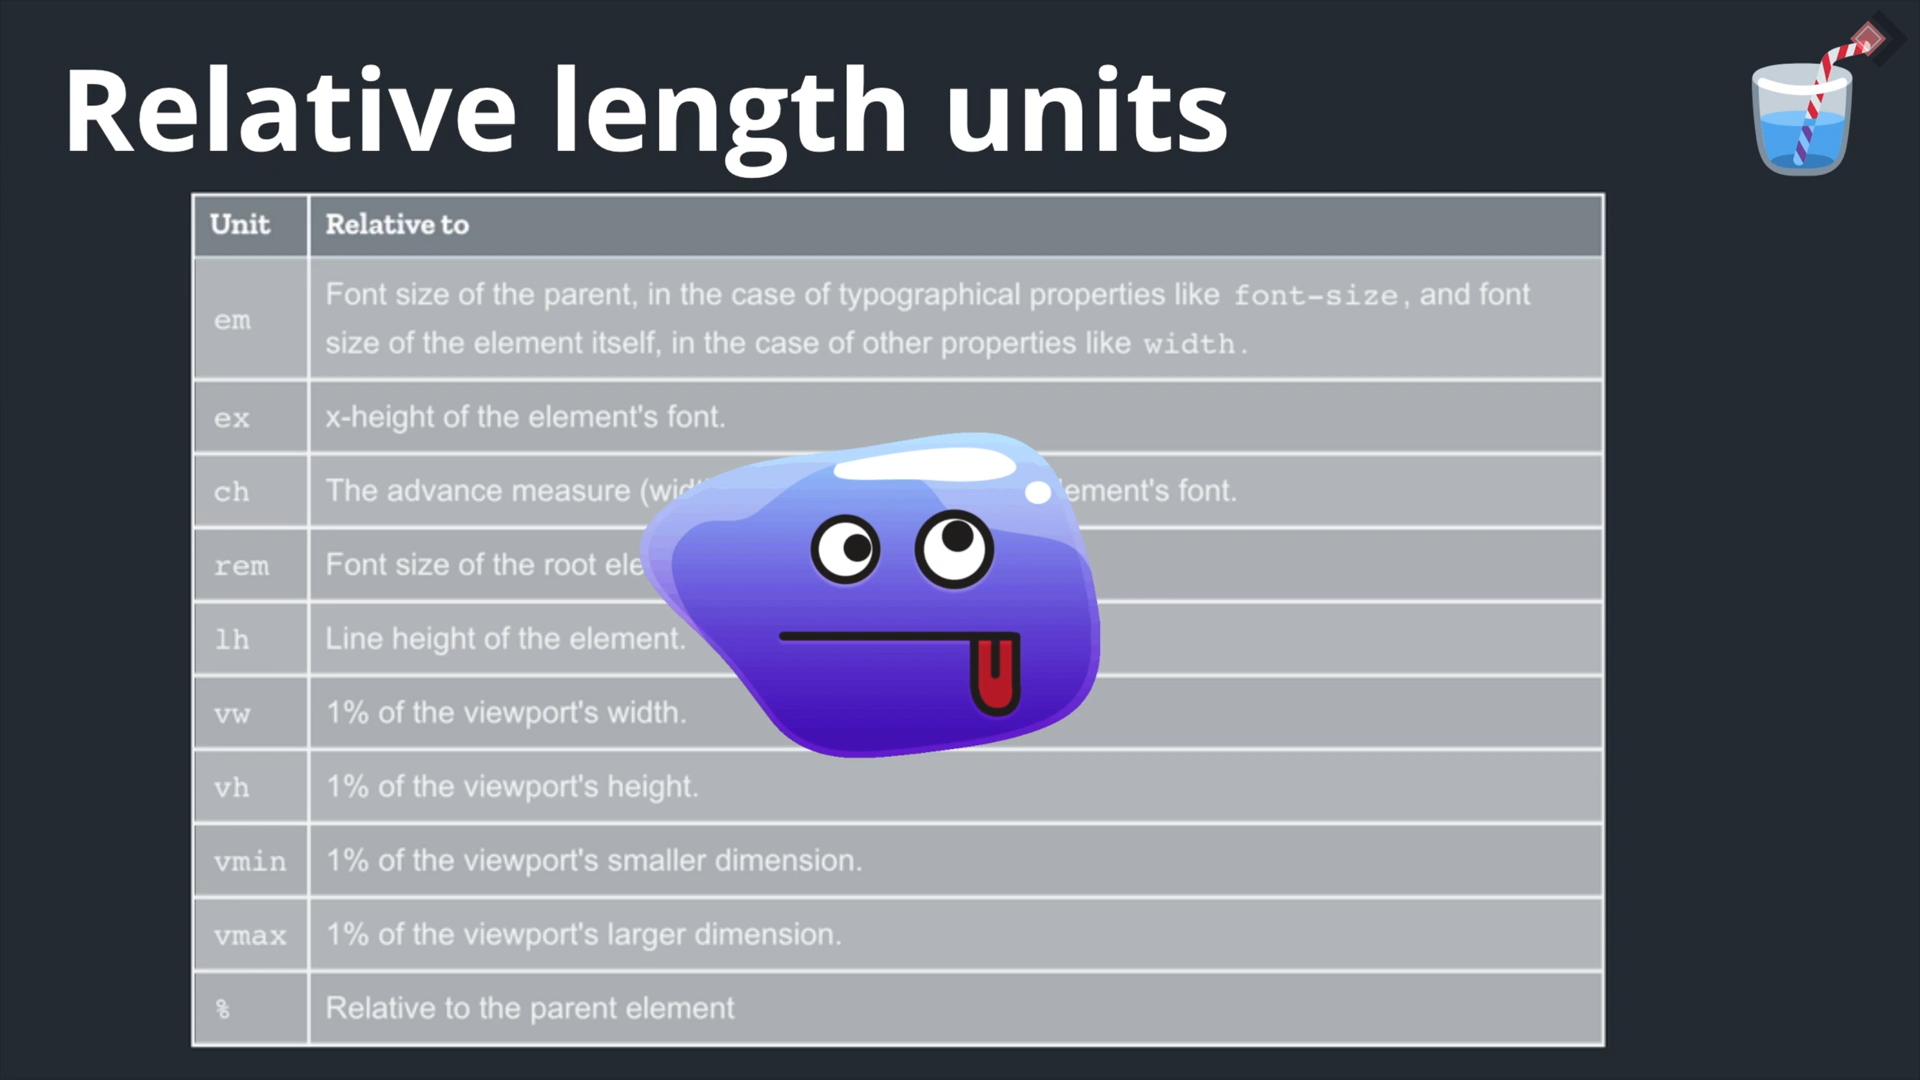 Relative length units
Unit Relative to
em Font size of the parent, in the case of typographical properties like font-size, and font
size of the element itself, in the case of other properties like width.
ex x-height of the element's font.
ch The advance measure font.
rem Font size of the root
lh Line height of the element.
vw 1% of the viewport's width.
vh 1% of the viewport's height.
vmin 1% of the viewport's smaller dimension.
vmax 1% of the viewport's larger dimension.
% Relative to the parent element